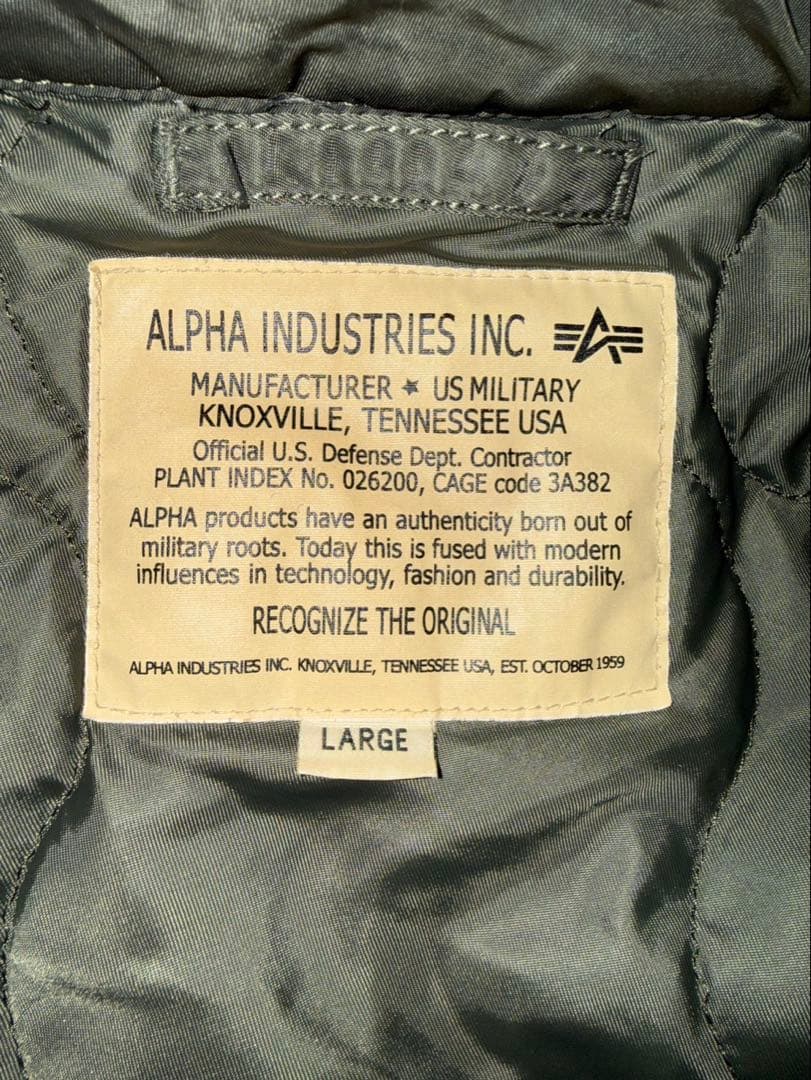 ALPHA INDUSTRIES INC.
MANUFACTURER ★ US MILITARY
KNOXVILLE, TENNESSEE USA
Official U.S. Defense Dept. Contractor
PLANT INDEX No. 026200, CAGE code 3A382
ALPHA products have an authenticity born out of
military roots. Today this is fused with modern
influences in technology, fashion and durability.
RECOGNIZE THE ORIGINAL
ALPHA INDUSTRIES INC. KNOXVILLE, TENNESSEE USA, EST. OCTOBER 1959
LARGE